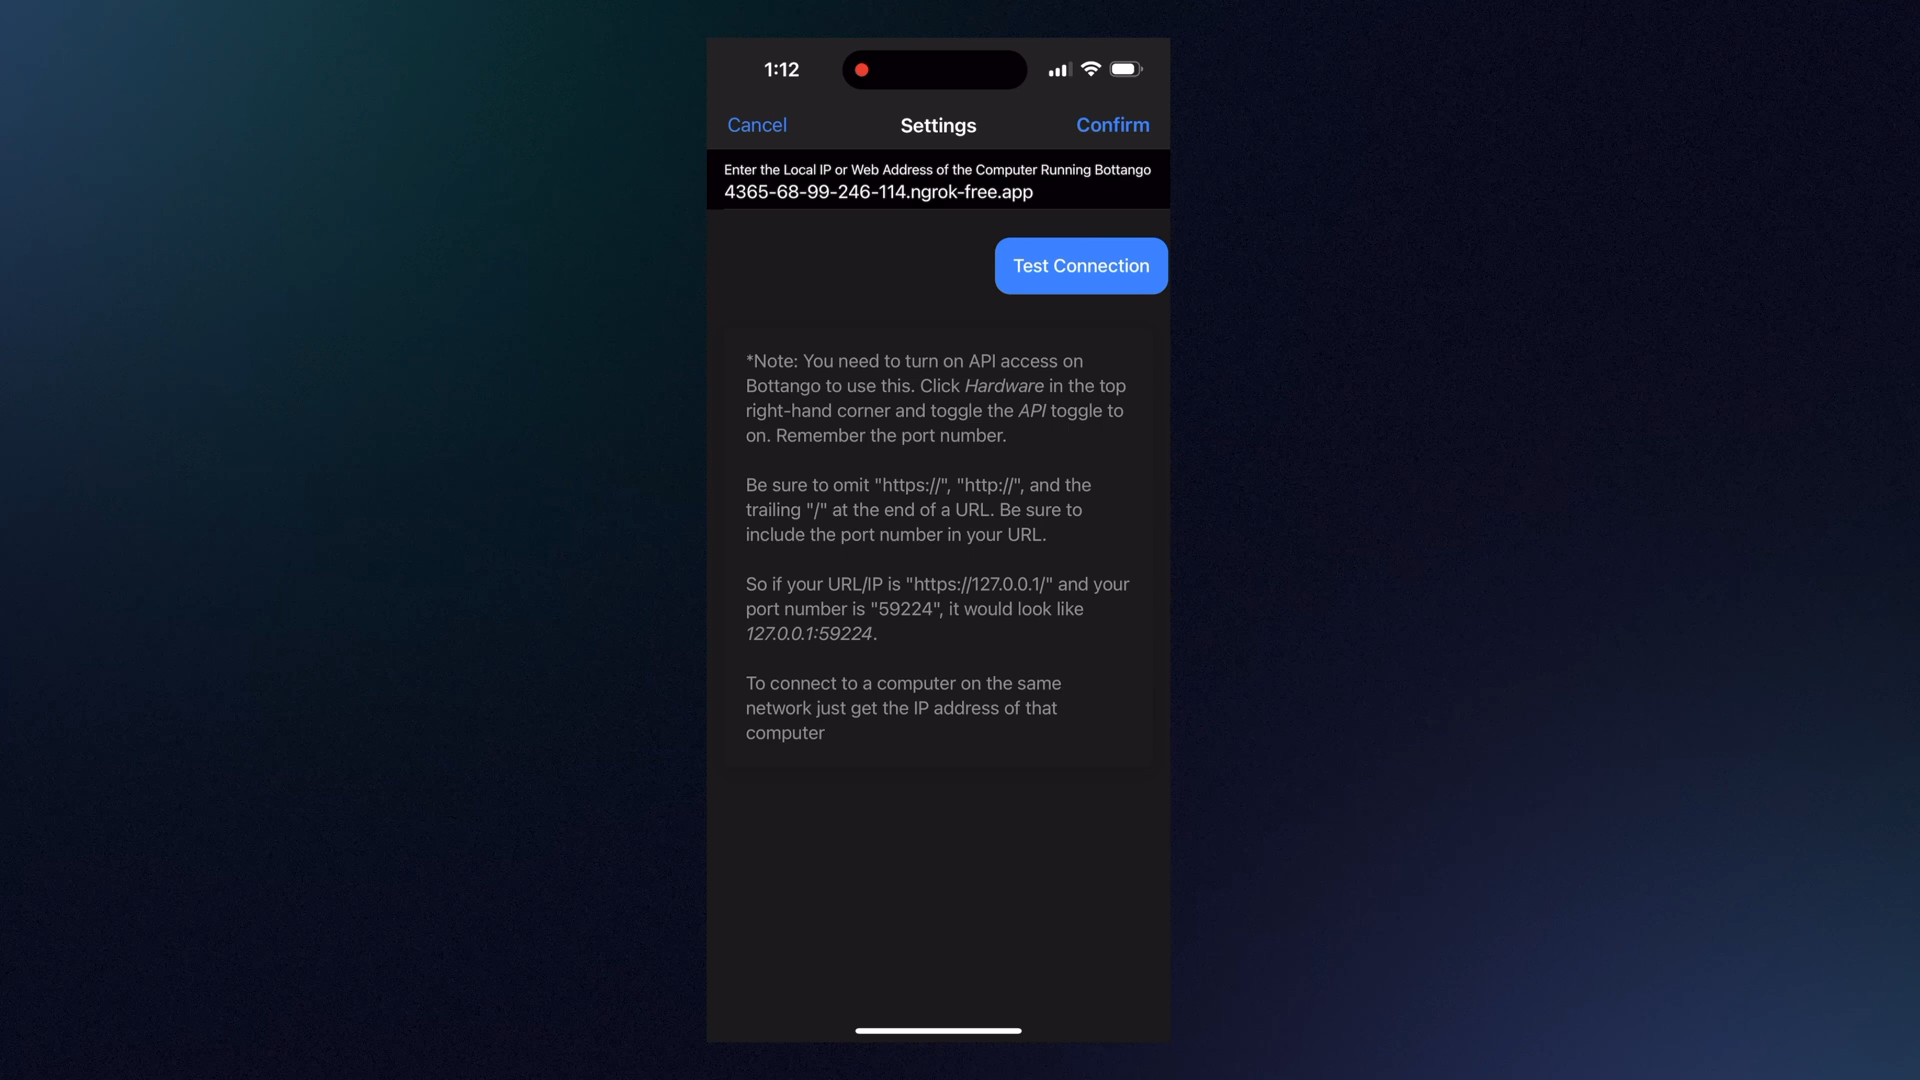 1:12
Cancel
Settings
Confirm
Enter the Local IP or Web Address of the Computer Running Bottango
4365-68-99-246-114.ngrok-free.app
Test Connection
*Note: You need to turn on API access on
Bottango to use this. Click Hardware in the top
right-hand corner and toggle the API toggle to
on. Remember the port number.
Be sure to omit "https://", "http://", and the
trailing "/" at the end of a URL. Be sure to
include the port number in your URL.
So if your URL/IP is "https://127.0.0.1/" and your
port number is "59224", it would look like
127.0.0.1:59224.
To connect to a computer on the same
network just get the IP address of that
computer